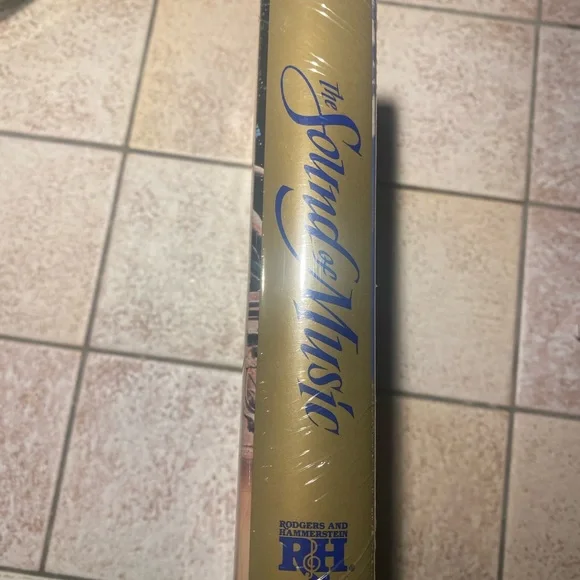 The Sound of Music
RODGERS AND
HAMMERSTEIN
R&H®